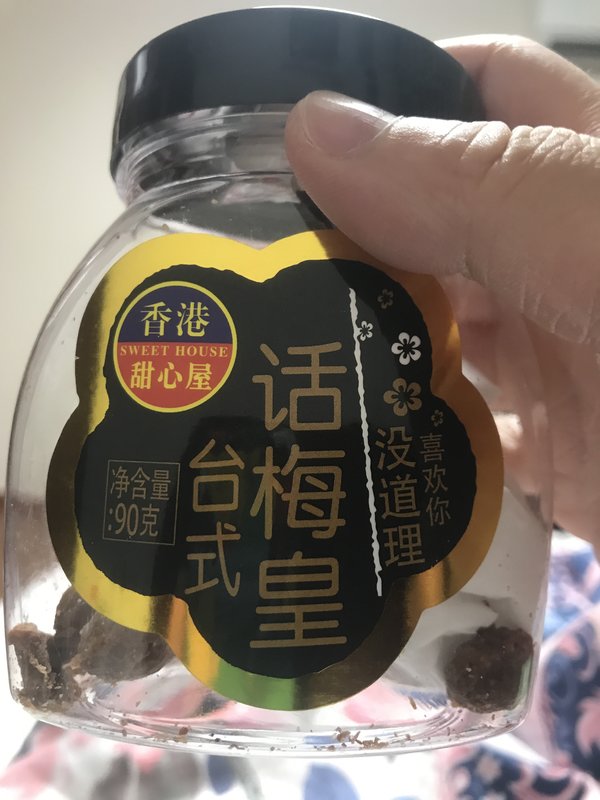 香港
SWEET HOUSE
甜心屋
话梅皇
台式
净含量
:90克
喜欢你
没道理